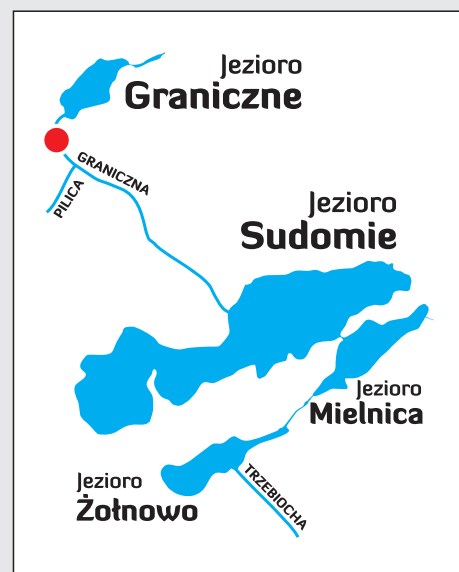 Jezioro
Graniczne
GRANICZNA
PILICA
Jezioro
Sudomie
Jezioro
Mielnica
Jezioro
Żołnowo
TRZEBIOCHA